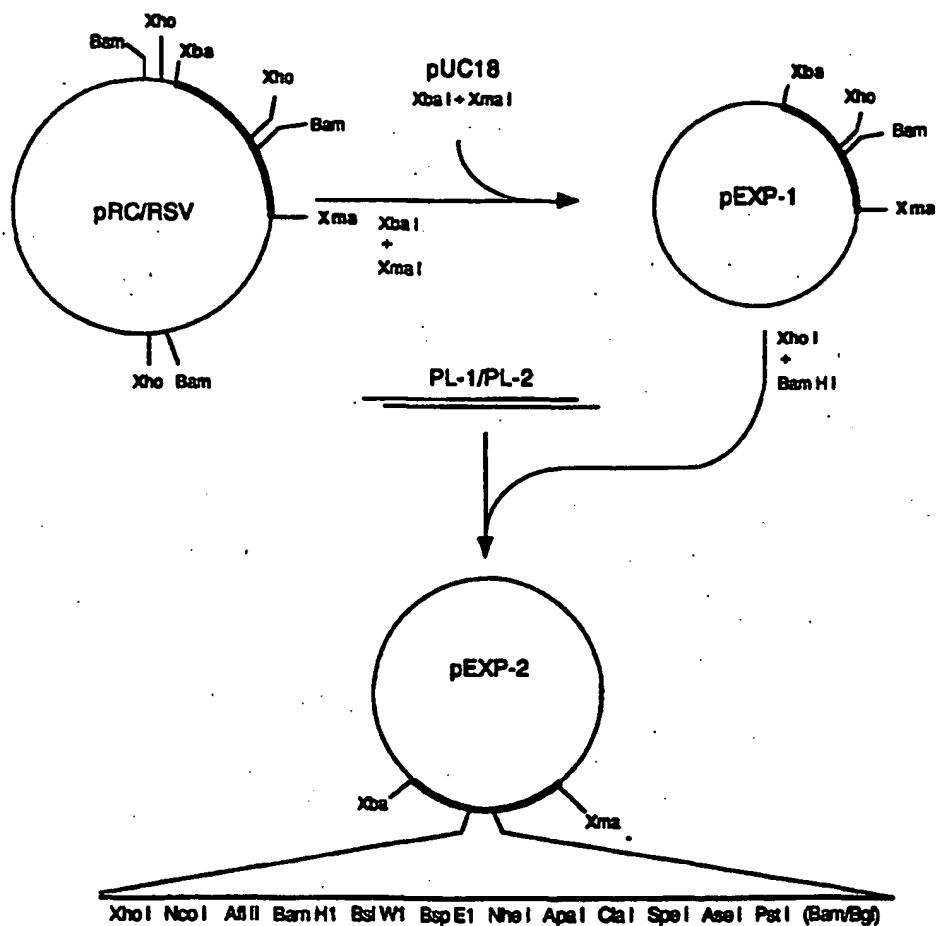 Xho
Bam
Xba
Xho
Bam
pRC/RSV
Xma
Xho Bam
pUC18
Xba I + Xma I
Xba I
+
Xma I
Xba
Xho
Bam
pEXP-1
Xma
Xho I
+
Bam H I
PL-1/PL-2
pEXP-2
Xba
Xma
Xho I Nco I Afl II Bam H1 Bsi W1 Bsp E1 Nhe I Apa I Cla I Spe I Ase I Pst I (Bam/Bgl)